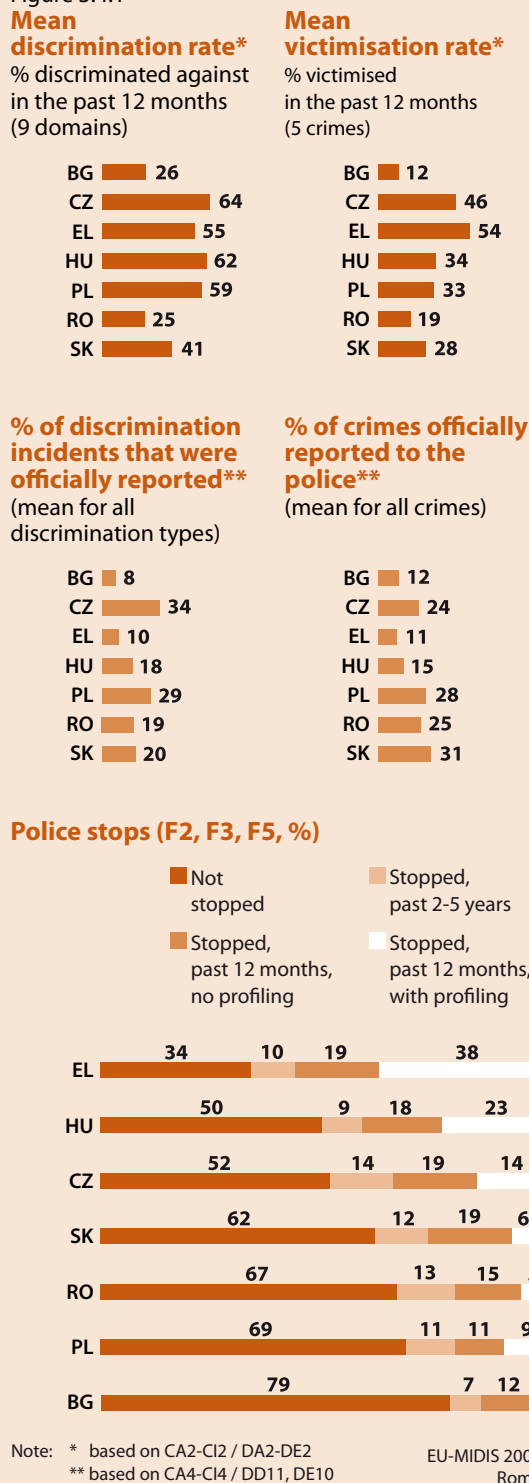 Mean
discrimination rate*
% discriminated against
in the past 12 months
(9 domains)
BG 26
CZ 64
EL 55
HU 62
PL 59
RO 25
SK 41
Mean
victimisation rate*
% victimised
in the past 12 months
(5 crimes)
BG 12
CZ 46
EL 54
HU 34
PL 33
RO 19
SK 28
% of discrimination
incidents that were
officially reported**
(mean for all
discrimination types)
BG 8
CZ 34
EL 10
HU 18
PL 29
RO 19
SK 20
% of crimes officially
reported to the
police**
(mean for all crimes)
BG 12
CZ 24
EL 11
HU 15
PL 28
RO 25
SK 31
Police stops (F2, F3, F5, %)
Not
stopped
Stopped,
past 2-5 years
Stopped,
past 12 months,
no profiling
Stopped,
past 12 months,
with profiling
EL 34 10 19 38
HU 50 9 18 23
CZ 52 14 19 14
SK 62 12 19 6
RO 67 13 15
PL 69 11 11 9
BG 79 7 12
Note: * based on CA2-CI2 / DA2-DE2
** based on CA4-CI4 / DD11, DE10
EU-MIDIS